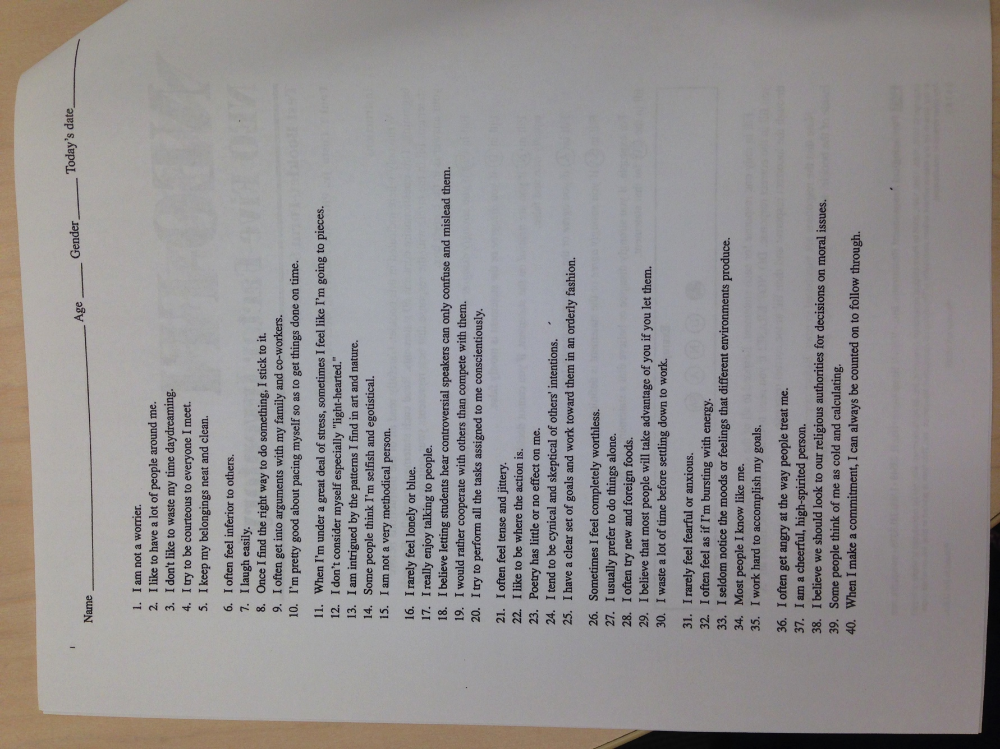 Name ____________ Age ____ Gender ______ Today's date ________
1. I am not a worrier.
2. I like to have a lot of people around me.
3. I don't like to waste my time daydreaming.
4. I try to be courteous to everyone I meet.
5. I keep my belongings neat and clean.
6. I often feel inferior to others.
7. I laugh easily.
8. Once I find the right way to do something, I stick to it.
9. I often get into arguments with my family and co-workers.
10. I'm pretty good about pacing myself so as to get things done on time.
11. When I'm under a great deal of stress, sometimes I feel like I'm going to pieces.
12. I don't consider myself especially "light-hearted."
13. I am intrigued by the patterns I find in art and nature.
14. Some people think I'm selfish and egotistical.
15. I am not a very methodical person.
16. I rarely feel lonely or blue.
17. I really enjoy talking to people.
18. I believe letting students hear controversial speakers can only confuse and mislead them.
19. I would rather cooperate with others than compete with them.
20. I try to perform all the tasks assigned to me conscientiously.
21. I often feel tense and jittery.
22. I like to be where the action is.
23. Poetry has little or no effect on me.
24. I tend to be cynical and skeptical of others' intentions.
25. I have a clear set of goals and work toward them in an orderly fashion.
26. Sometimes I feel completely worthless.
27. I usually prefer to do things alone.
28. I often try new and foreign foods.
29. I believe that most people will take advantage of you if you let them.
30. I waste a lot of time before settling down to work.
31. I rarely feel fearful or anxious.
32. I often feel as if I'm bursting with energy.
33. I seldom notice the moods or feelings that different environments produce.
34. Most people I know like me.
35. I work hard to accomplish my goals.
36. I often get angry at the way people treat me.
37. I am a cheerful, high-spirited person.
38. I believe we should look to our religious authorities for decisions on moral issues.
39. Some people think of me as cold and calculating.
40. When I make a commitment, I can always be counted on to follow through.